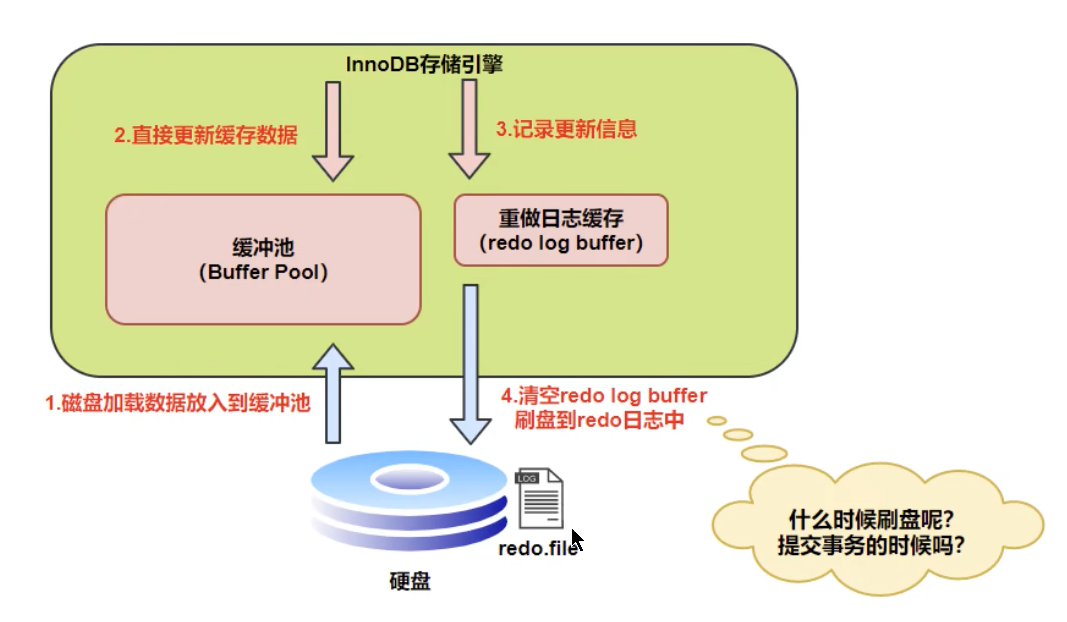 InnoDB存储引擎
2.直接更新缓存数据
3.记录更新信息
缓冲池
（Buffer Pool）
重做日志缓存
（redo log buffer）
1.磁盘加载数据放入到缓冲池
4.清空redo log buffer
刷盘到redo日志中
LOG
redo.file
硬盘
什么时候刷盘呢？
提交事务的时候吗？